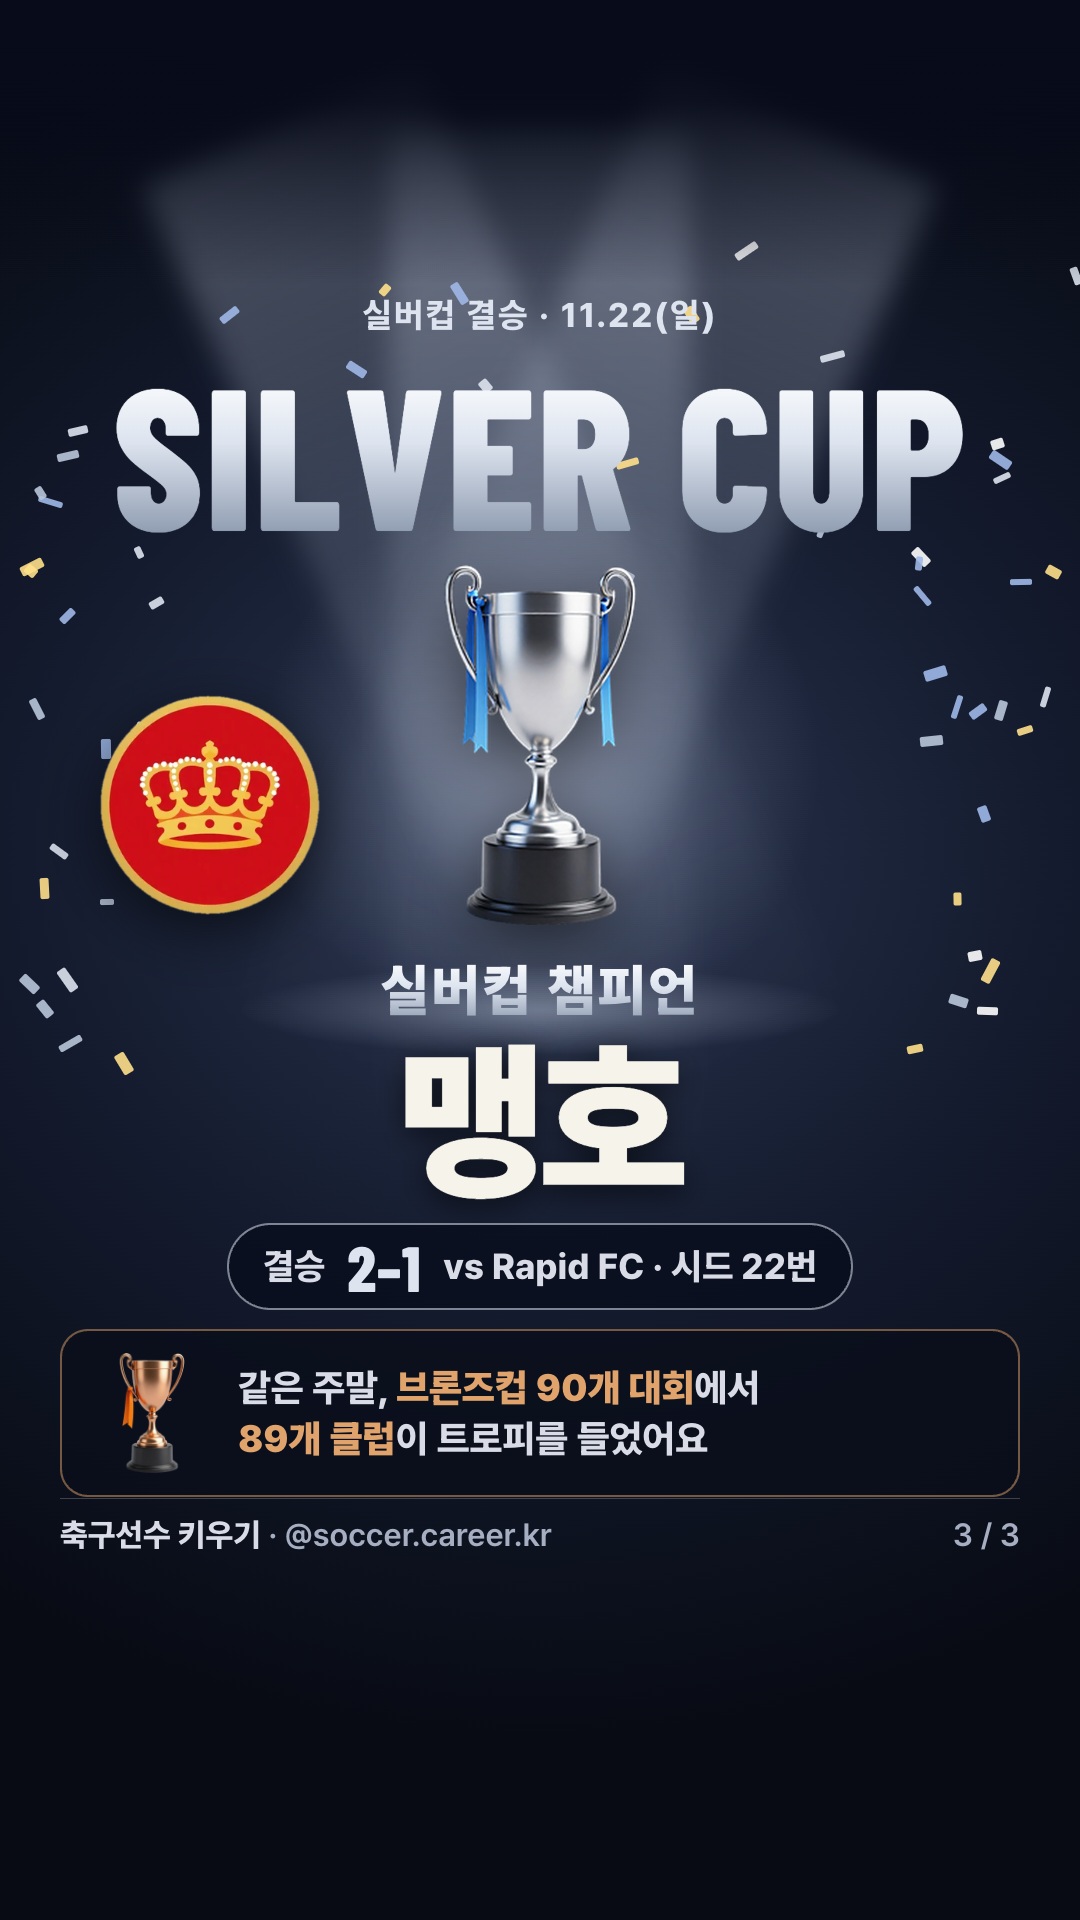 실버컵 결승 · 11.22(일)
SILVER CUP
실버컵 챔피언
맹호
결승 2–1 vs Rapid FC · 시드 22번
같은 주말, 브론즈컵 90개 대회에서
89개 클럽이 트로피를 들었어요
축구선수 키우기 · @soccer.career.kr 3 / 3